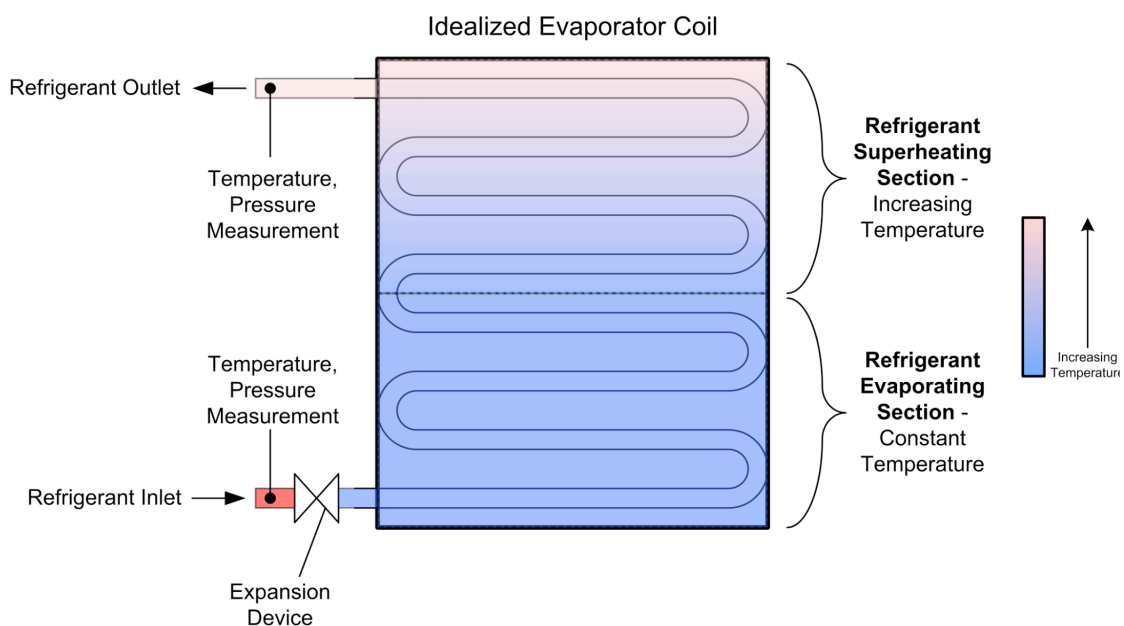 Idealized Evaporator Coil
Refrigerant Outlet
Temperature,
Pressure
Measurement
Refrigerant
Superheating
Section -
Increasing
Temperature
Increasing
Temperature
Temperature,
Pressure
Measurement
Refrigerant
Evaporating
Section -
Constant
Temperature
Refrigerant Inlet
Expansion
Device